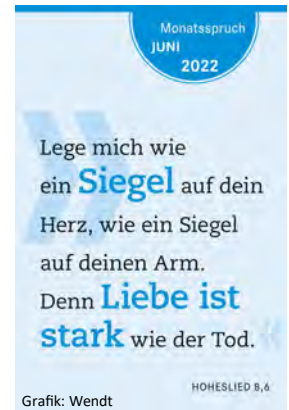 Monatsspruch
JUNI
2022
Lege mich wie
ein Siegel auf dein
Herz, wie ein Siegel
auf deinen Arm.
Denn Liebe ist
stark wie der Tod.
HOHESLIED 8,6
Grafik: Wendt